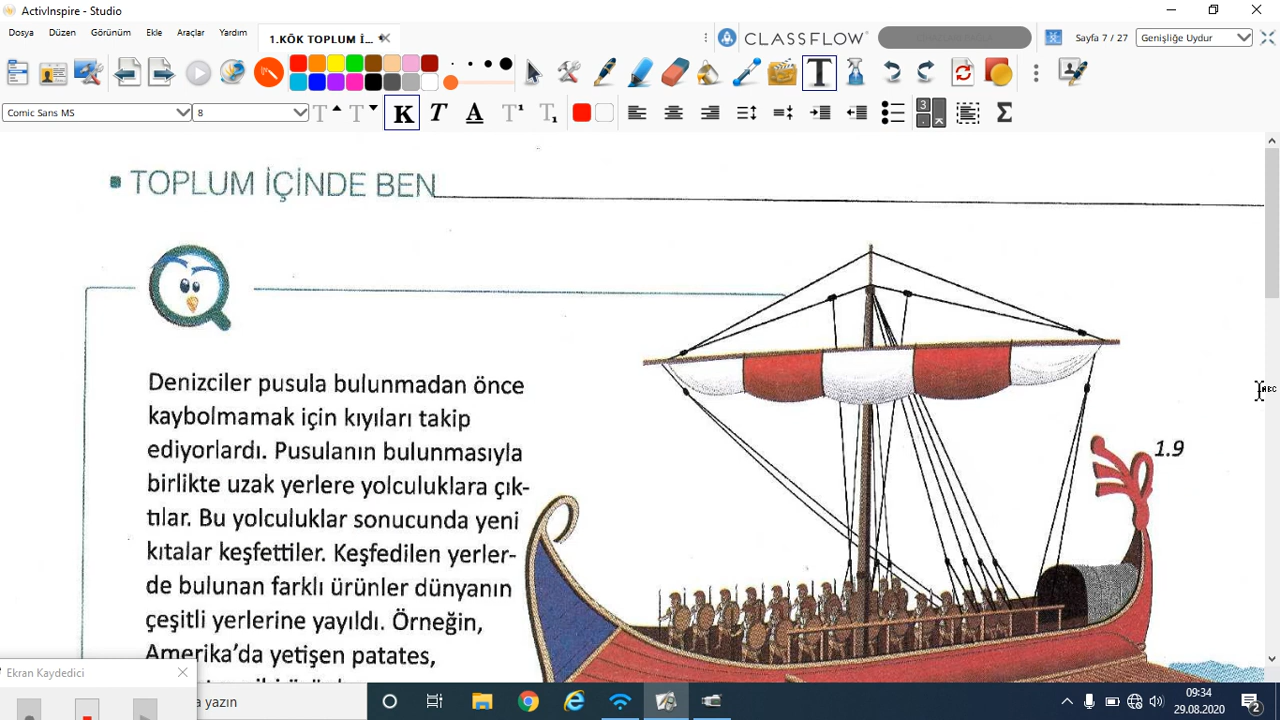 ActivInspire - Studio
Dosya Düzen Görünüm Ekle Araçlar Yardım
1.KÖK TOPLUM İ...
CLASSFLOW
Sayfa 7 / 27
Genişliğe Uydur
Comic Sans MS
8
K T A T¹ T₁
TOPLUM İÇİNDE BEN
Denizciler pusula bulunmadan önce
kaybolmamak için kıyıları takip
ediyorlardı. Pusulanın bulunmasıyla
birlikte uzak yerlere yolculuklara çık-
tılar. Bu yolculuklar sonucunda yeni
kıtalar keşfettiler. Keşfedilen yerler-
de bulunan farklı ürünler dünyanın
çeşitli yerlerine yayıldı. Örneğin,
Amerika'da yetişen patates,
1.9
ABC
Ekran Kaydedici
a yazın
09:34
29.08.2020
2